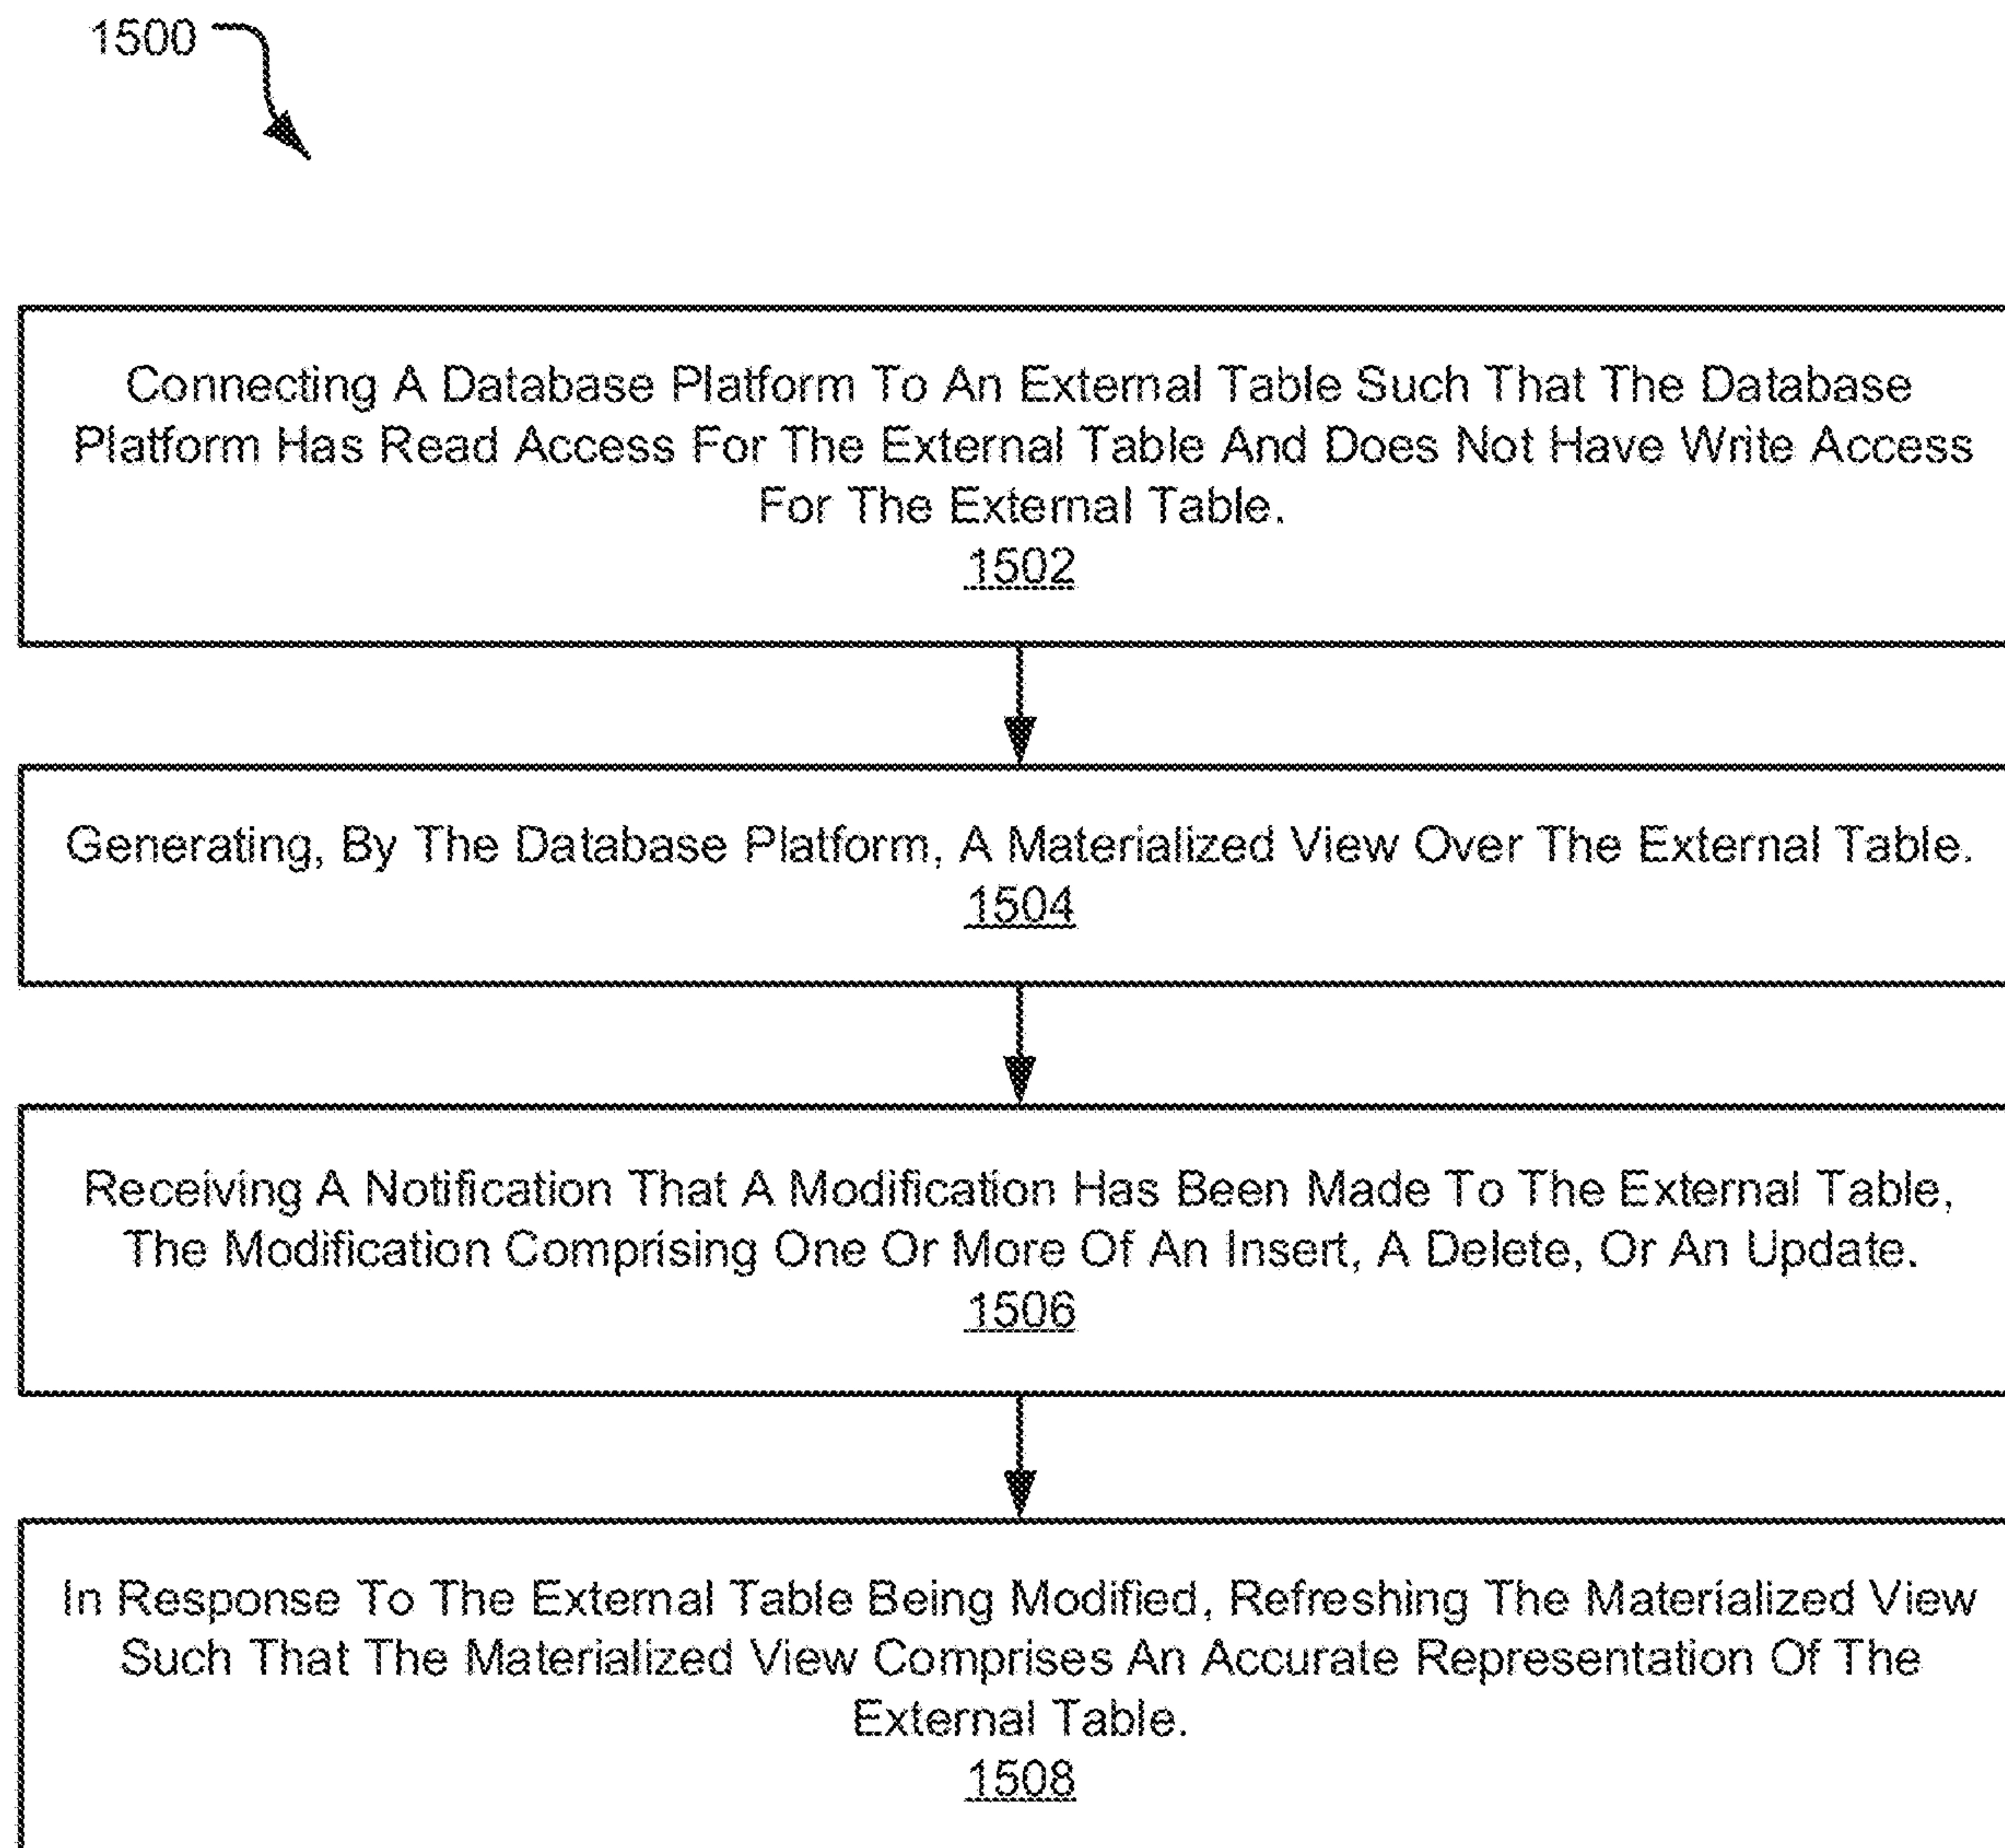 1500
Connecting A Database Platform To An External Table Such That The Database
Platform Has Read Access For The External Table And Does Not Have Write Access
For The External Table.
1502
Generating, By The Database Platform, A Materialized View Over The External Table.
1504
Receiving A Notification That A Modification Has Been Made To The External Table,
The Modification Comprising One Or More Of An Insert, A Delete, Or An Update.
1506
In Response To The External Table Being Modified, Refreshing The Materialized View
Such That The Materialized View Comprises An Accurate Representation Of The
External Table.
1508